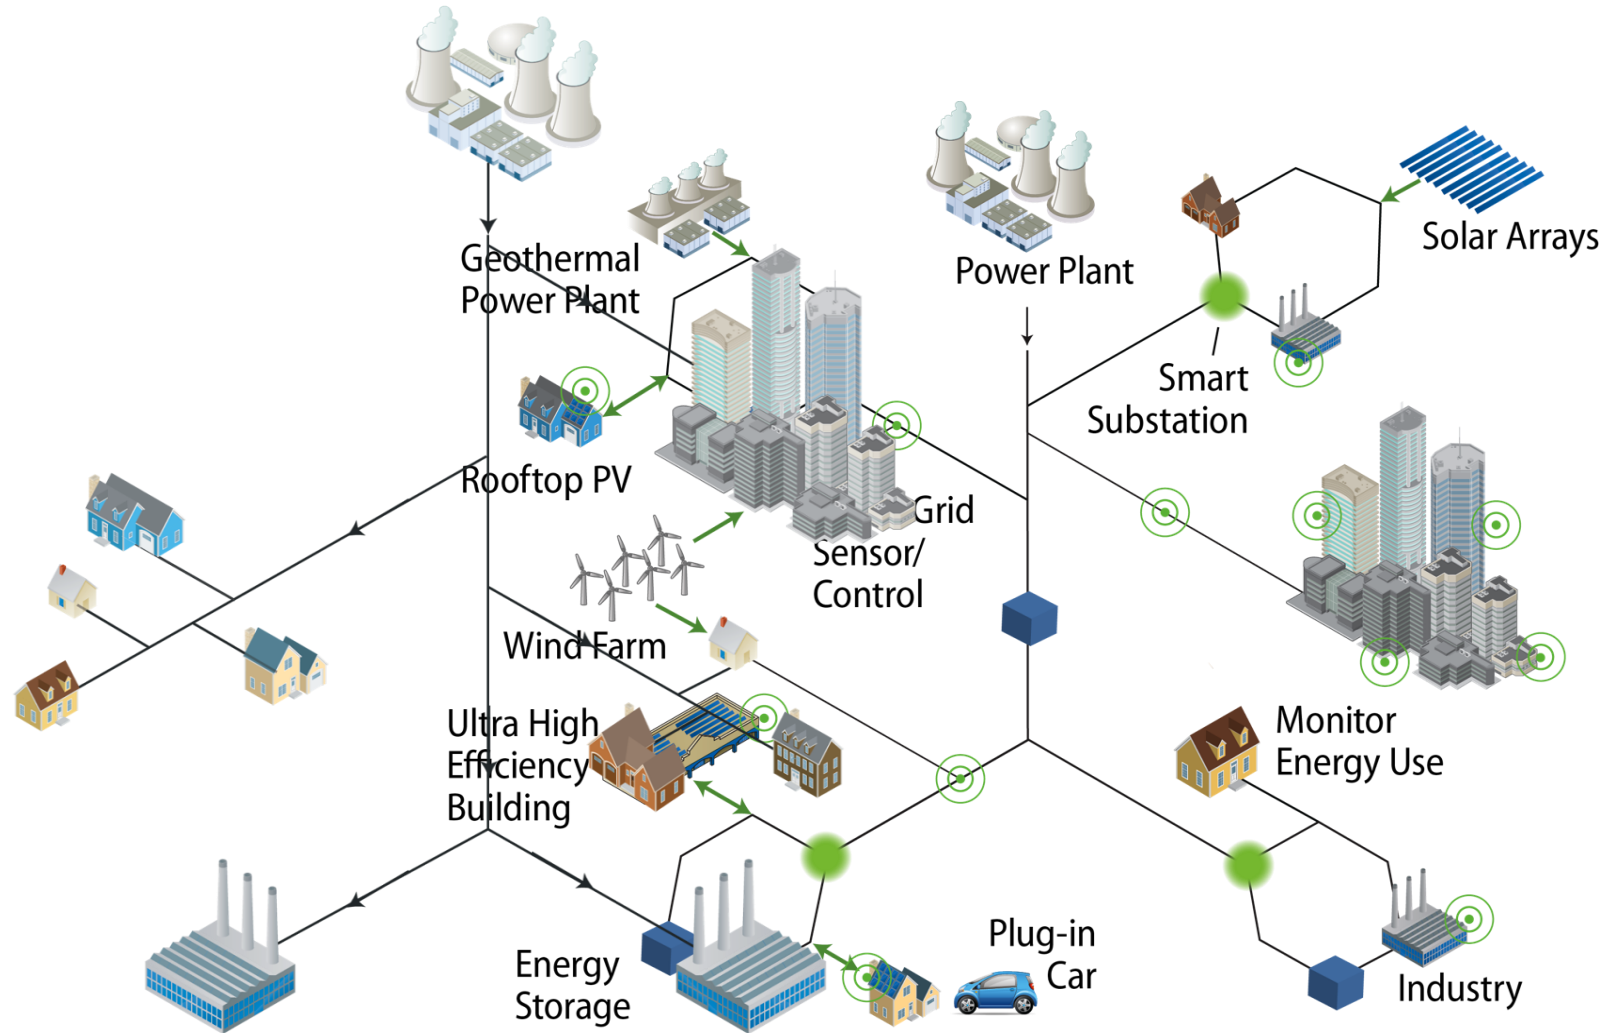 Geothermal
Power Plant
Power Plant
Solar Arrays
Smart
Substation
Rooftop PV
Grid
Sensor/
Control
Wind Farm
Ultra High
Efficiency
Building
Monitor
Energy Use
Energy
Storage
Plug-in
Car
Industry